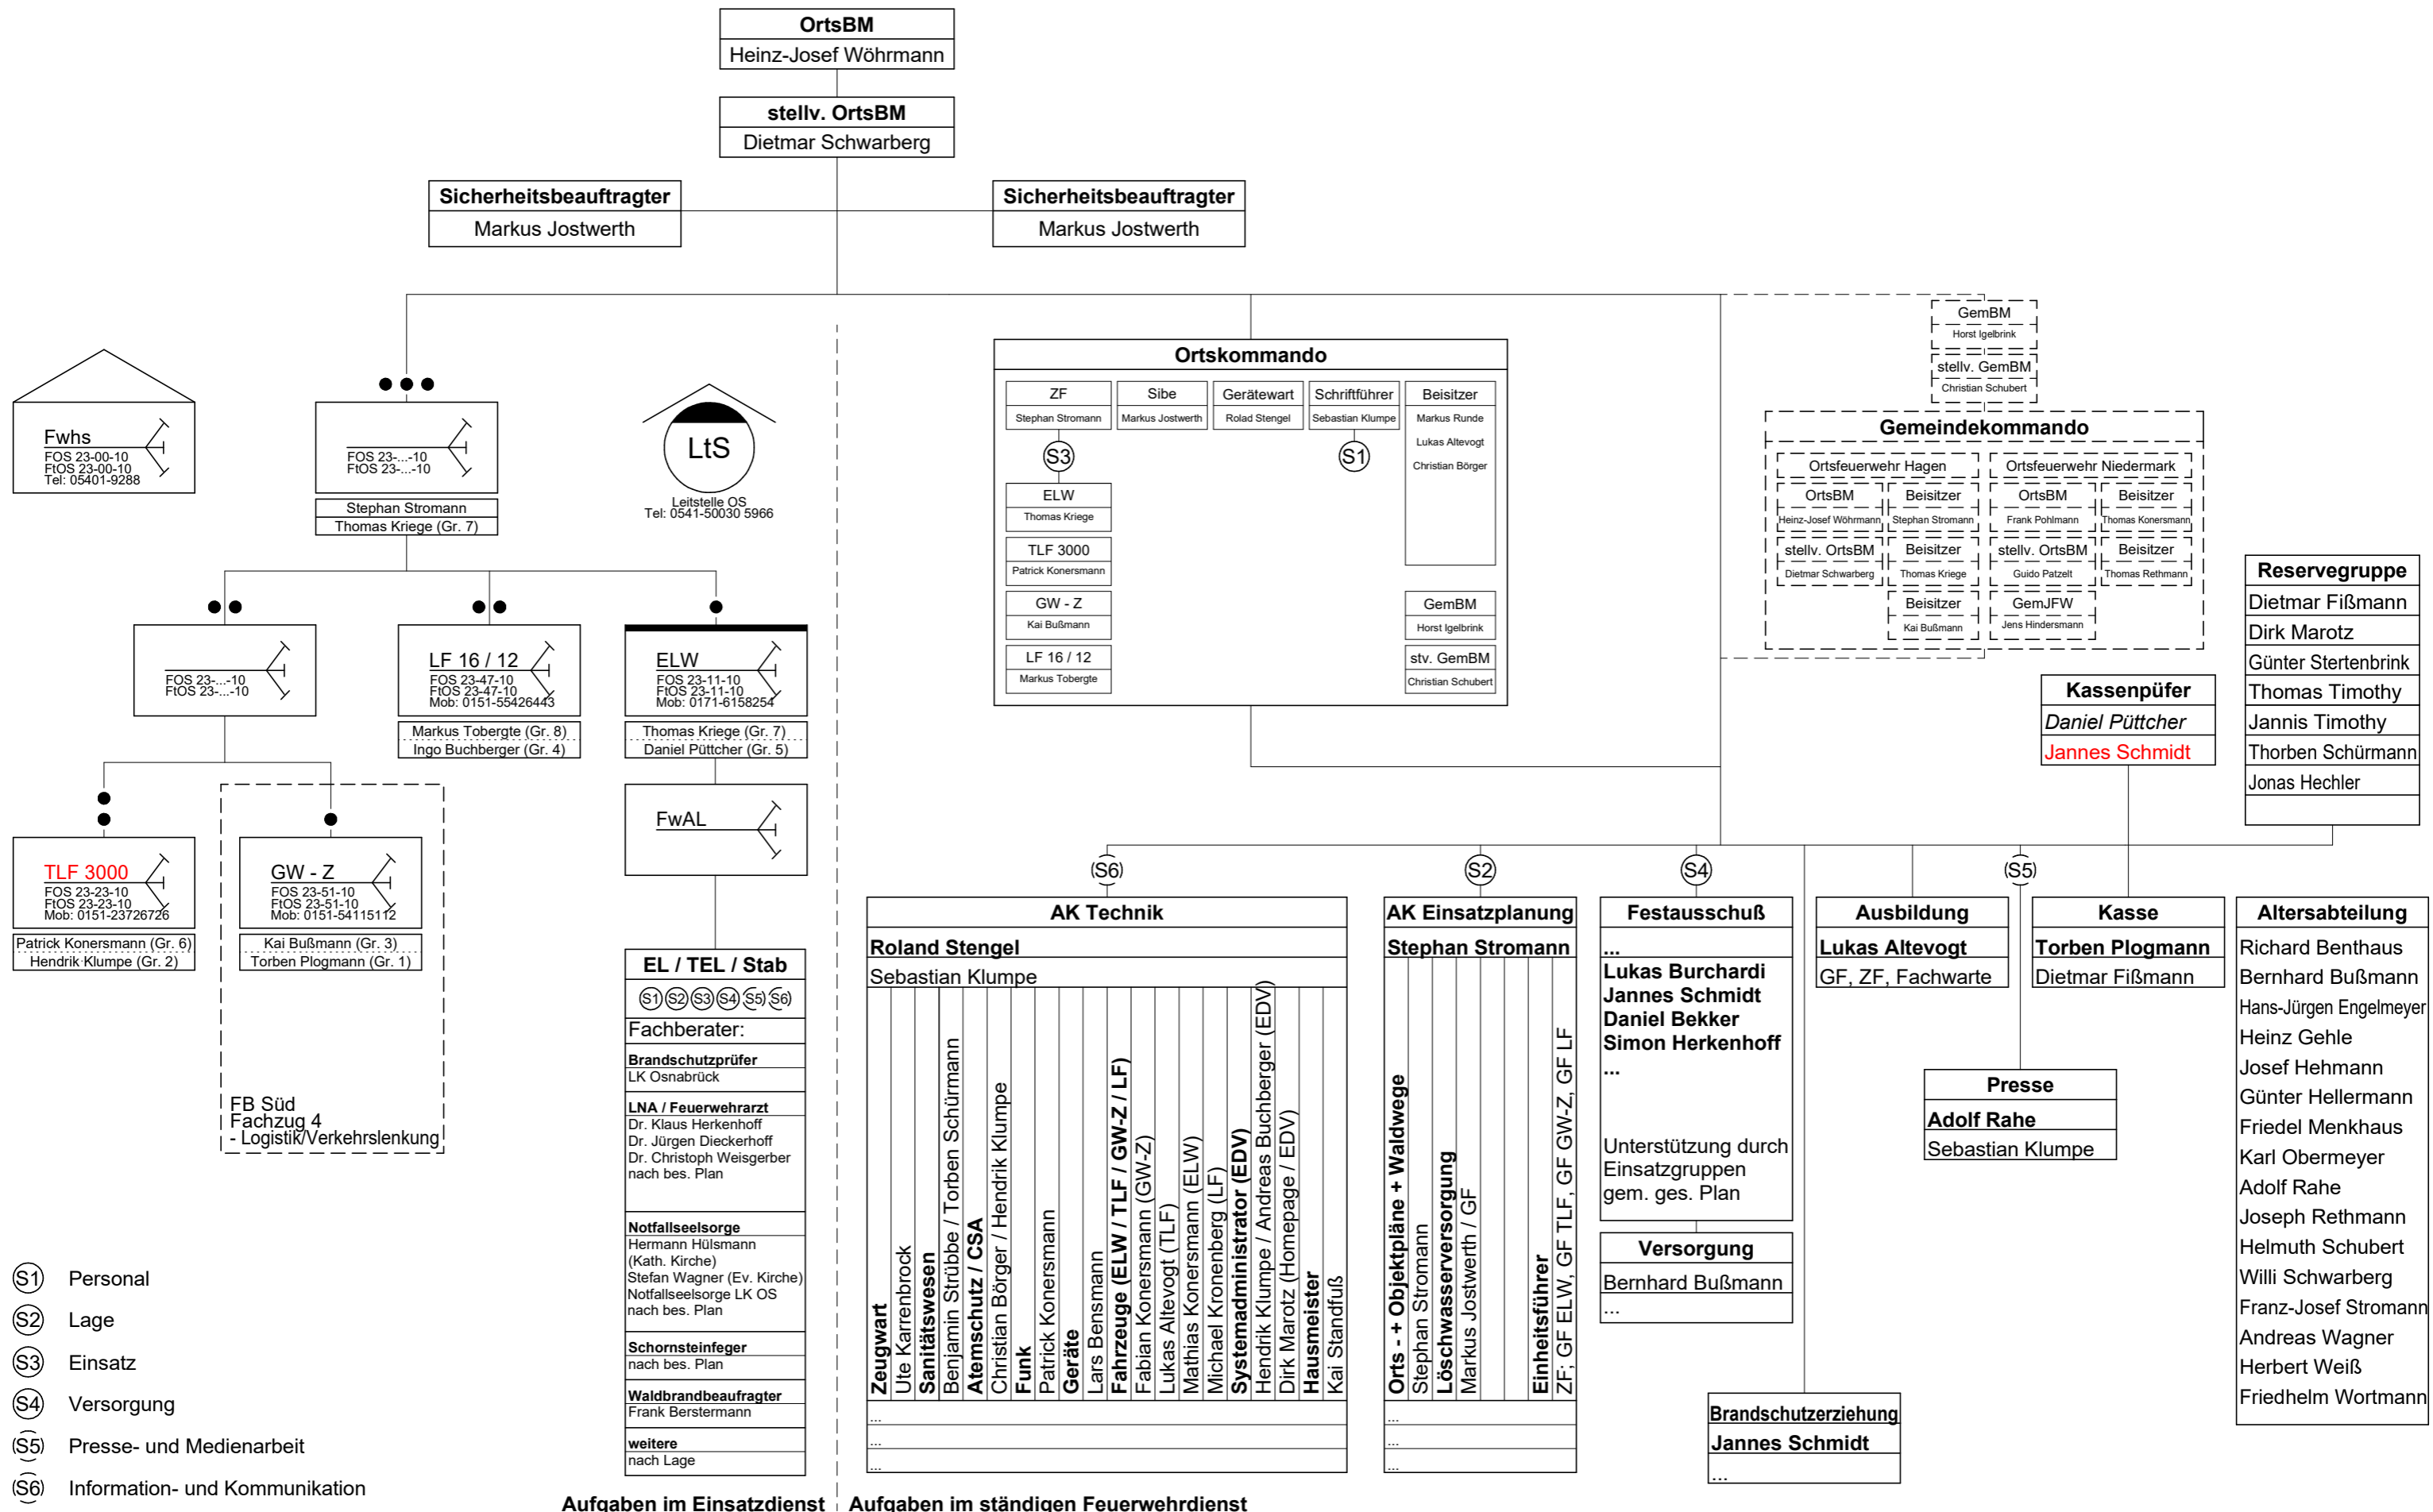 OrtsBM
Heinz-Josef Wöhrmann
stellv. OrtsBM
Dietmar Schwarberg
Sicherheitsbeauftragter
Markus Jostwerth
Sicherheitsbeauftragter
Markus Jostwerth
Fwhs
FOS 23-00-10
FtOS 23-00-10
Tel: 05401-9288
FOS 23-...-10
FtOS 23-...-10
Stephan Stromann
Thomas Kriege (Gr. 7)
LtS
Leitstelle OS
Tel: 0541-50030 5966
FOS 23-...-10
FtOS 23-...-10
LF 16 / 12
FOS 23-47-10
FtOS 23-47-10
Mob: 0151-55426443
Markus Tobergte (Gr. 8)
Ingo Buchberger (Gr. 4)
ELW
FOS 23-11-10
FtOS 23-11-10
Mob: 0171-6158254
Thomas Kriege (Gr. 7)
Daniel Püttcher (Gr. 5)
FwAL
TLF 3000
FOS 23-23-10
FtOS 23-23-10
Mob: 0151-23726726
Patrick Konersmann (Gr. 6)
Hendrik Klumpe (Gr. 2)
GW - Z
FOS 23-51-10
FtOS 23-51-10
Mob: 0151-54115112
Kai Bußmann (Gr. 3)
Torben Plogmann (Gr. 1)
FB Süd
Fachzug 4
- Logistik/Verkehrslenkung
EL / TEL / Stab
S1 S2 S3 S4 S5 S6
Fachberater:
Brandschutzprüfer
LK Osnabrück
LNA / Feuerwehrarzt
Dr. Klaus Herkenhoff
Dr. Jürgen Dieckerhoff
Dr. Christoph Weisgerber
nach bes. Plan
Notfallseelsorge
Hermann Hülsmann
(Kath. Kirche)
Stefan Wagner (Ev. Kirche)
Notfallseelsorge LK OS
nach bes. Plan
Schornsteinfeger
nach bes. Plan
Waldbrandbeaufragter
Frank Berstermann
weitere
nach Lage
S1 Personal
S2 Lage
S3 Einsatz
S4 Versorgung
(S5) Presse- und Medienarbeit
(S6) Information- und Kommunikation
Aufgaben im Einsatzdienst
Aufgaben im ständigen Feuerwehrdienst
Ortskommando
ZF
Stephan Stromann
Sibe
Markus Jostwerth
Gerätewart
Rolad Stengel
Schriftführer
Sebastian Klumpe
Beisitzer
Markus Runde
Lukas Altevogt
Christian Börger
S3
S1
ELW
Thomas Kriege
TLF 3000
Patrick Konersmann
GW - Z
Kai Bußmann
LF 16 / 12
Markus Tobergte
GemBM
Horst Igelbrink
stv. GemBM
Christian Schubert
GemBM
Horst Igelbrink
stellv. GemBM
Christian Schubert
Gemeindekommando
Ortsfeuerwehr Hagen
Ortsfeuerwehr Niedermark
OrtsBM
Heinz-Josef Wöhrmann
Beisitzer
Stephan Stromann
OrtsBM
Frank Pohlmann
Beisitzer
Thomas Konersmann
stellv. OrtsBM
Dietmar Schwarberg
Beisitzer
Thomas Kriege
stellv. OrtsBM
Guido Patzelt
Beisitzer
Thomas Rethmann
Beisitzer
Kai Bußmann
GemJFW
Jens Hindersmann
Kassenpüfer
Daniel Püttcher
Jannes Schmidt
Reservegruppe
Dietmar Fißmann
Dirk Marotz
Günter Stertenbrink
Thomas Timothy
Jannis Timothy
Thorben Schürmann
Jonas Hechler
(S6)
S2
S4
(S5)
AK Technik
Roland Stengel
Sebastian Klumpe
Zeugwart
Ute Karrenbrock
Sanitätswesen
Benjamin Strübbe / Torben Schürmann
Atemschutz / CSA
Christian Börger / Hendrik Klumpe
Funk
Patrick Konersmann
Geräte
Lars Bensmann
Fahrzeuge (ELW / TLF / GW-Z / LF)
Fabian Konersmann (GW-Z)
Lukas Altevogt (TLF)
Mathias Konersmann (ELW)
Michael Kronenberg (LF)
Systemadministrator (EDV)
Hendrik Klumpe / Andreas Buchberger (EDV)
Dirk Marotz (Homepage / EDV)
Hausmeister
Kai Standfuß
...
...
...
AK Einsatzplanung
Stephan Stromann
Orts - + Objektpläne + Waldwege
Stephan Stromann
Löschwasserversorgung
Markus Jostwerth / GF
Einheitsführer
ZF; GF ELW, GF TLF, GF GW-Z, GF LF
...
...
...
Festausschuß
...
Lukas Burchardi
Jannes Schmidt
Daniel Bekker
Simon Herkenhoff
...
Unterstützung durch
Einsatzgruppen
gem. ges. Plan
Versorgung
Bernhard Bußmann
...
Brandschutzerziehung
Jannes Schmidt
...
Ausbildung
Lukas Altevogt
GF, ZF, Fachwarte
Presse
Adolf Rahe
Sebastian Klumpe
Kasse
Torben Plogmann
Dietmar Fißmann
Altersabteilung
Richard Benthaus
Bernhard Bußmann
Hans-Jürgen Engelmeyer
Heinz Gehle
Josef Hehmann
Günter Hellermann
Friedel Menkhaus
Karl Obermeyer
Adolf Rahe
Joseph Rethmann
Helmuth Schubert
Willi Schwarberg
Franz-Josef Stromann
Andreas Wagner
Herbert Weiß
Friedhelm Wortmann